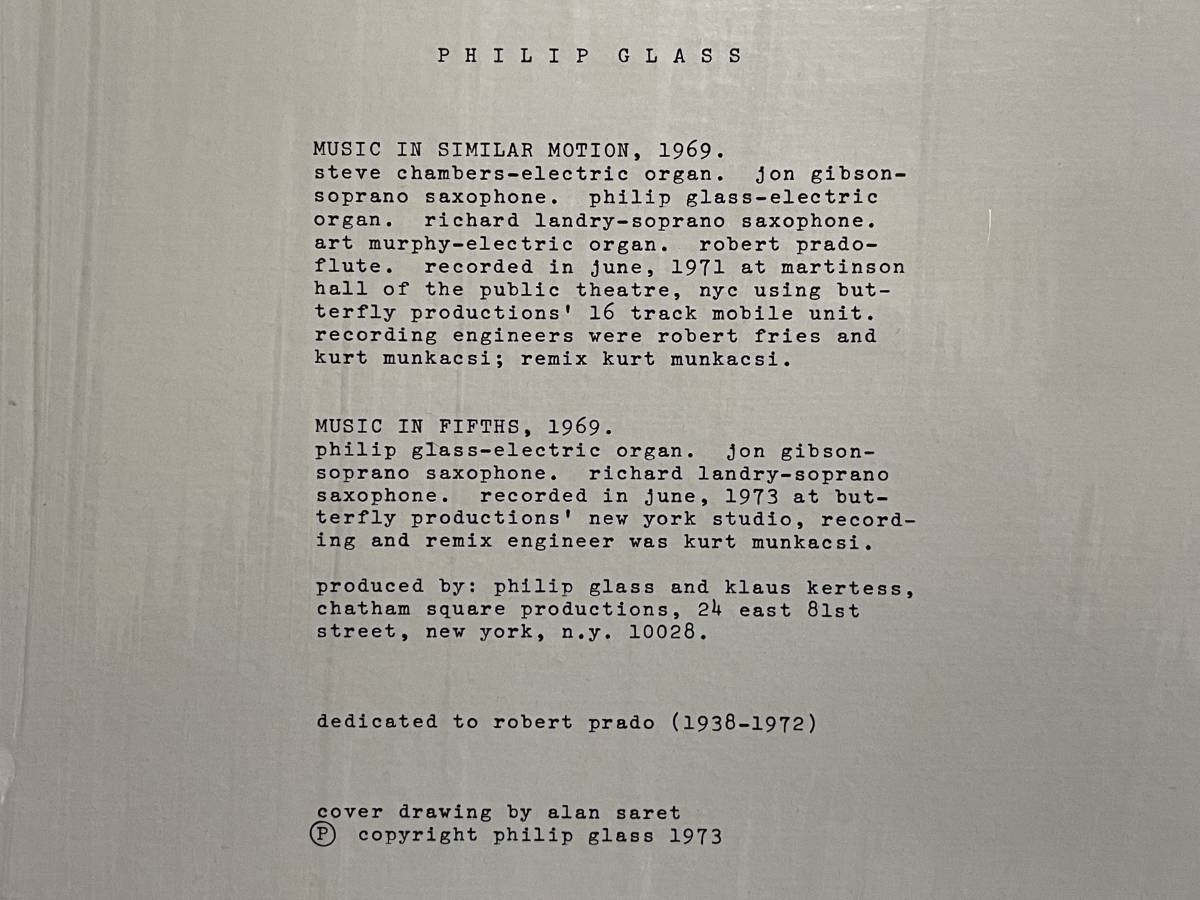 PHILIP GLASS
MUSIC IN SIMILAR MOTION, 1969.
steve chambers-electric organ. jon gibson-
soprano saxophone. philip glass-electric
organ. richard landry-soprano saxophone.
art murphy-electric organ. robert prado-
flute. recorded in june, 1971 at martinson
hall of the public theatre, nyc using but-
terfly productions' 16 track mobile unit.
recording engineers were robert fries and
kurt munkacsi; remix kurt munkacsi.
MUSIC IN FIFTHS, 1969.
philip glass-electric organ. jon gibson-
soprano saxophone. richard landry-soprano
saxophone. recorded in june, 1973 at but-
terfly productions' new york studio, record-
ing and remix engineer was kurt munkacsi.
produced by: philip glass and klaus kertess,
chatham square productions, 24 east 81st
street, new york, n.y. 10028.
dedicated to robert prado (1938-1972)
cover drawing by alan saret
Ⓟ copyright philip glass 1973